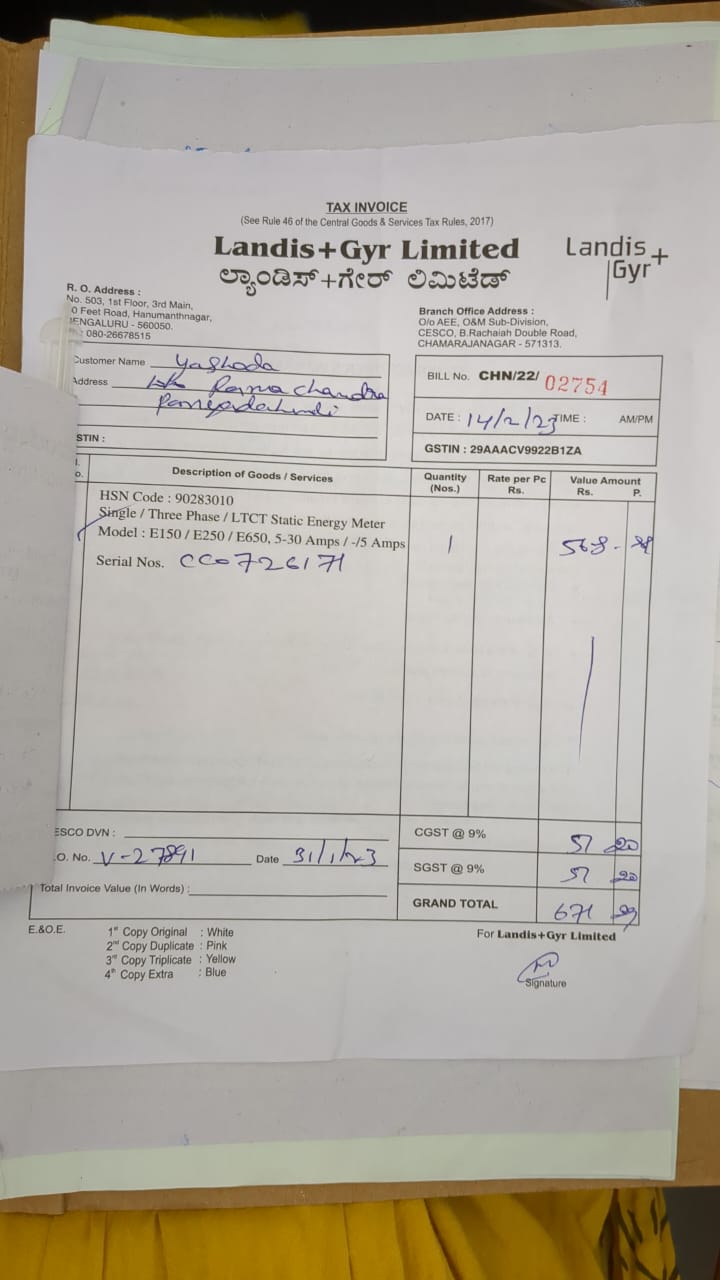 TAX INVOICE
(See Rule 46 of the Central Goods & Services Tax Rules, 2017)
Landis+Gyr Limited
ಲ್ಯಾಂಡಿಸ್+ಗೇರ್ ಲಿಮಿಟೆಡ್
Landis+
Gyr
R. O. Address :
No. 503, 1st Floor, 3rd Main,
0 Feet Road, Hanumanthnagar,
ENGALURU - 560050.
: 080-26678515
Branch Office Address :
O/o AEE, O&M Sub-Division,
CESCO, B.Rachaiah Double Road,
CHAMARAJANAGAR - 571313.
Customer Name Yashoda
Address Ramachandra
STIN :
BILL No. CHN/22/ 02754
DATE : 14/2/23 TIME : AM/PM
GSTIN : 29AAACV9922B1ZA
Description of Goods / Services
Quantity (Nos.)
Rate per Pc Rs.
Value Amount Rs. P.
HSN Code : 90283010
Single / Three Phase / LTCT Static Energy Meter
Model : E150 / E250 / E650, 5-30 Amps / -/5 Amps 1 568-
Serial Nos. CC0726171
ESCO DVN :
.O. No. V-27891 Date 31/1/23
Total Invoice Value (In Words) :
CGST @ 9% 51 20
SGST @ 9% 51 20
GRAND TOTAL 671
E.&O.E.
1st Copy Original : White
2nd Copy Duplicate : Pink
3rd Copy Triplicate : Yellow
4th Copy Extra : Blue
For Landis+Gyr Limited
Signature